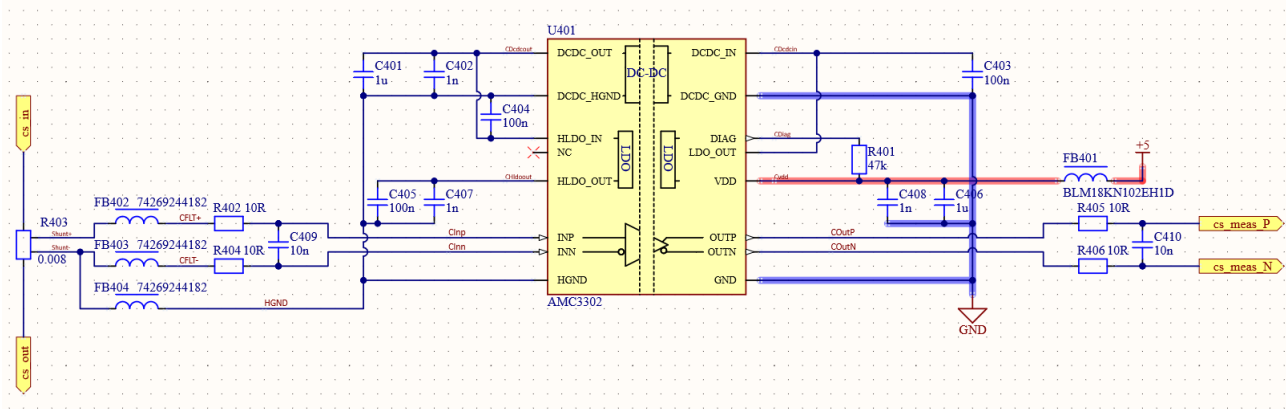 U401
DCDC_OUT
DCDC_IN
CDcdcout
CDcdcin
C401
1u
C402
1n
DC-DC
C403
100n
DCDC_HGND
DCDC_GND
C404
100n
cs_in
HLDO_IN
DIAG
CDiag
NC
LDO_OUT
LDO
LDO
R401
47k
+5
FB401
HLDO_OUT
VDD
CHldoout
Cvdd
BLM18KN102EH1D
C405
100n
C407
1n
C408
1n
C406
1u
FB402 74269244182
R402 10R
CFLT+
R403
Shunt+
Shunt-
0.008
C409
10n
CInp
CInn
INP
INN
OUTP
OUTN
COutP
COutN
R405 10R
C410
10n
R406 10R
cs_meas_P
cs_meas_N
FB403 74269244182
R404 10R
CFLT-
FB404 74269244182
HGND
HGND
GND
AMC3302
GND
cs_out